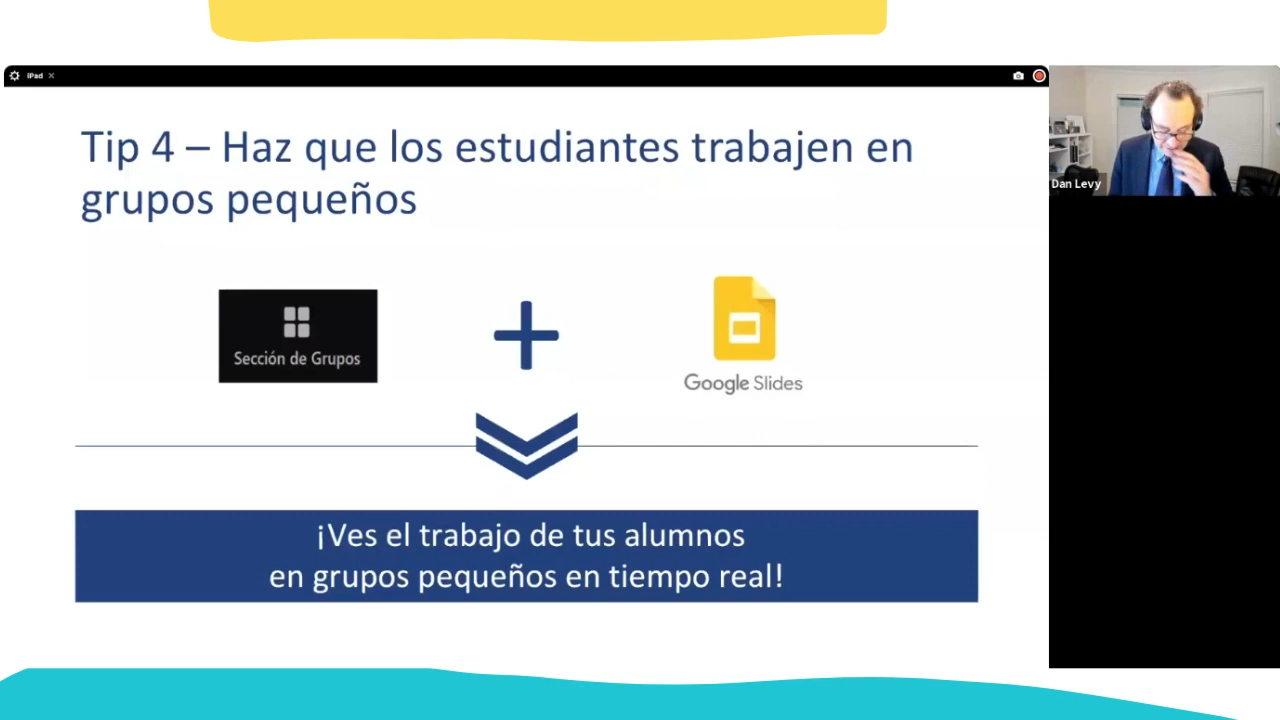 iPad
Tip 4 – Haz que los estudiantes trabajen en
grupos pequeños
Sección de Grupos
Google Slides
¡Ves el trabajo de tus alumnos
en grupos pequeños en tiempo real!
Dan Levy